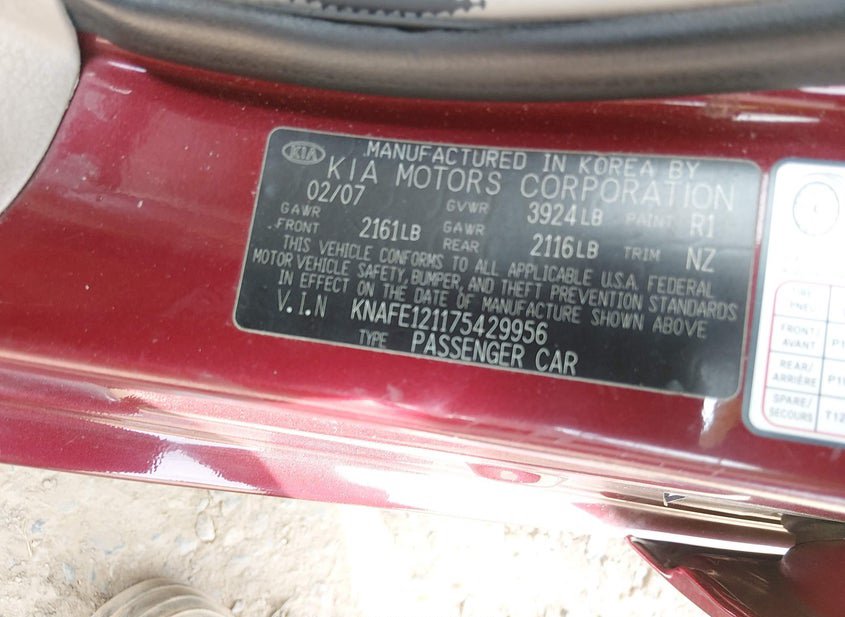 KIA
MANUFACTURED IN KOREA BY
KIA MOTORS CORPORATION
02/07 GVWR 3924LB PAINT R1
GAWR FRONT 2161LB GAWR REAR 2116LB TRIM NZ
THIS VEHICLE CONFORMS TO ALL APPLICABLE U.S.A. FEDERAL
MOTOR VEHICLE SAFETY, BUMPER, AND THEFT PREVENTION STANDARDS
IN EFFECT ON THE DATE OF MANUFACTURE SHOWN ABOVE
V.I.N KNAFE121175429956
TYPE PASSENGER CAR
TIRE
PNEU
FRONT/
AVANT
REAR/
ARRIÈRE
SPARE/
SECOURS